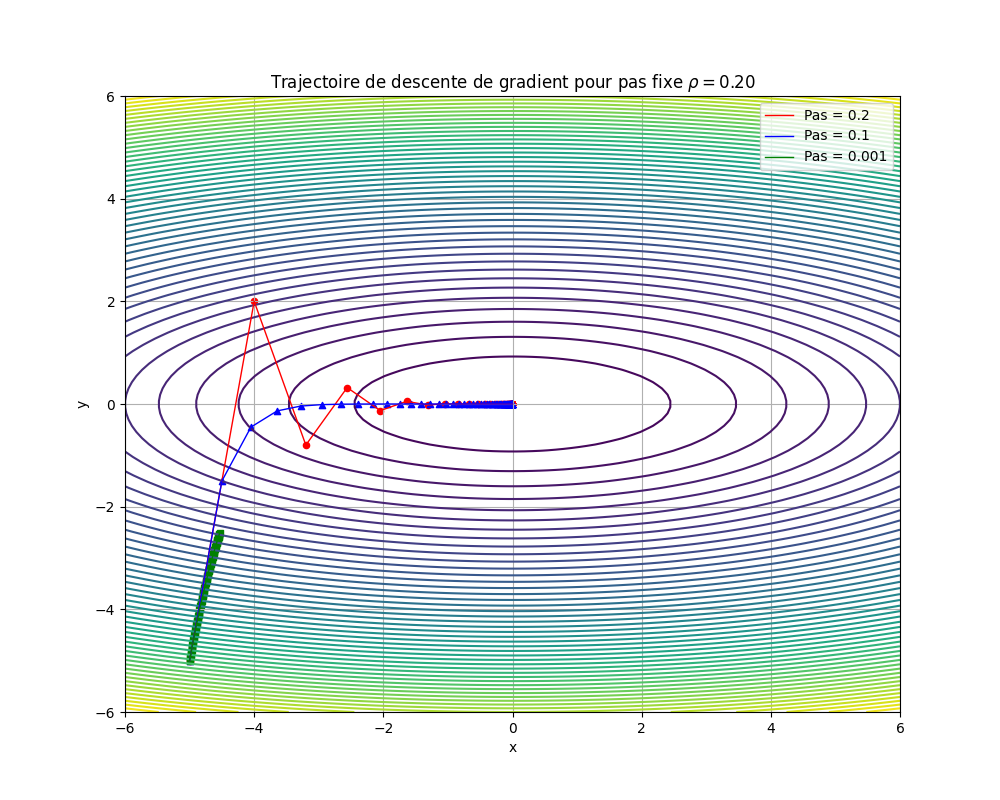 Trajectoire de descente de gradient pour pas fixe ρ = 0.20
Pas = 0.2
Pas = 0.1
Pas = 0.001
6
4
2
0
−2
−4
−6
y
−6
−4
−2
0
2
4
6
x